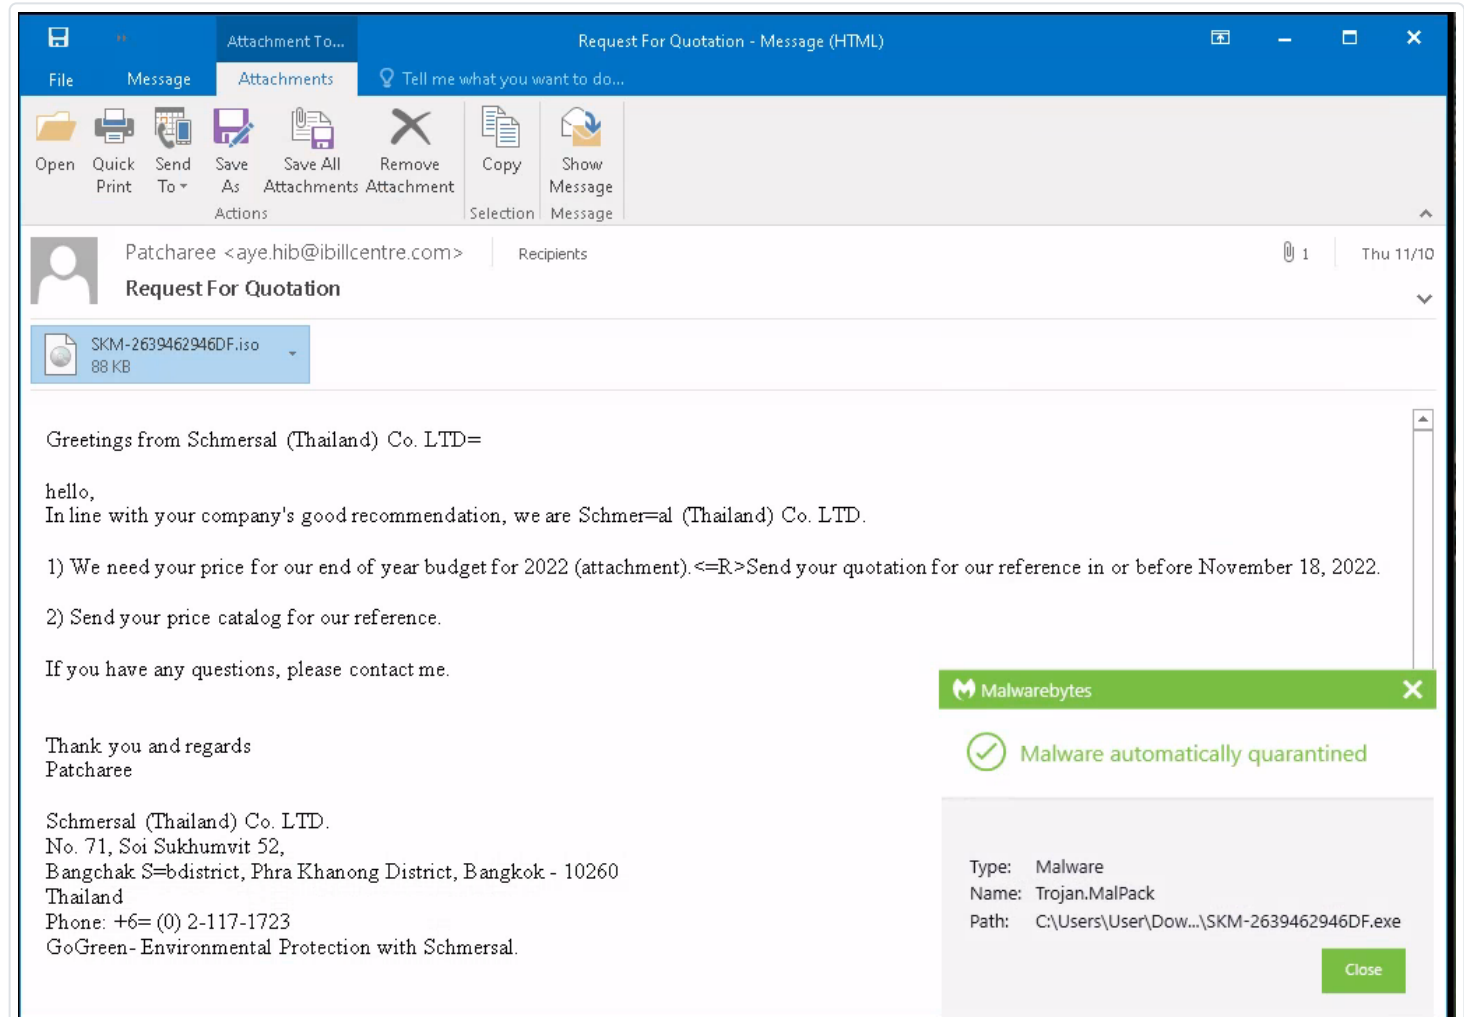 Attachment To...
Request For Quotation - Message (HTML)
File
Message
Attachments
Tell me what you want to do...
Open
Quick Print
Send To
Save As
Save All Attachments
Remove Attachment
Copy
Show Message
Actions
Selection
Message
Patcharee <aye.hib@ibillcentre.com>
Recipients
1
Thu 11/10
Request For Quotation
SKM-2639462946DF.iso
88 KB
Greetings from Schmersal (Thailand) Co. LTD=
hello,
In line with your company's good recommendation, we are Schmer=al (Thailand) Co. LTD.
1) We need your price for our end of year budget for 2022 (attachment).<=R>Send your quotation for our reference in or before November 18, 2022.
2) Send your price catalog for our reference.
If you have any questions, please contact me.
Thank you and regards
Patcharee
Schmersal (Thailand) Co. LTD.
No. 71, Soi Sukhumvit 52,
Bangchak S=bdistrict, Phra Khanong District, Bangkok - 10260
Thailand
Phone: +6= (0) 2-117-1723
GoGreen- Environmental Protection with Schmersal.
Malwarebytes
Malware automatically quarantined
Type: Malware
Name: Trojan.MalPack
Path: C:\Users\User\Dow...\SKM-2639462946DF.exe
Close